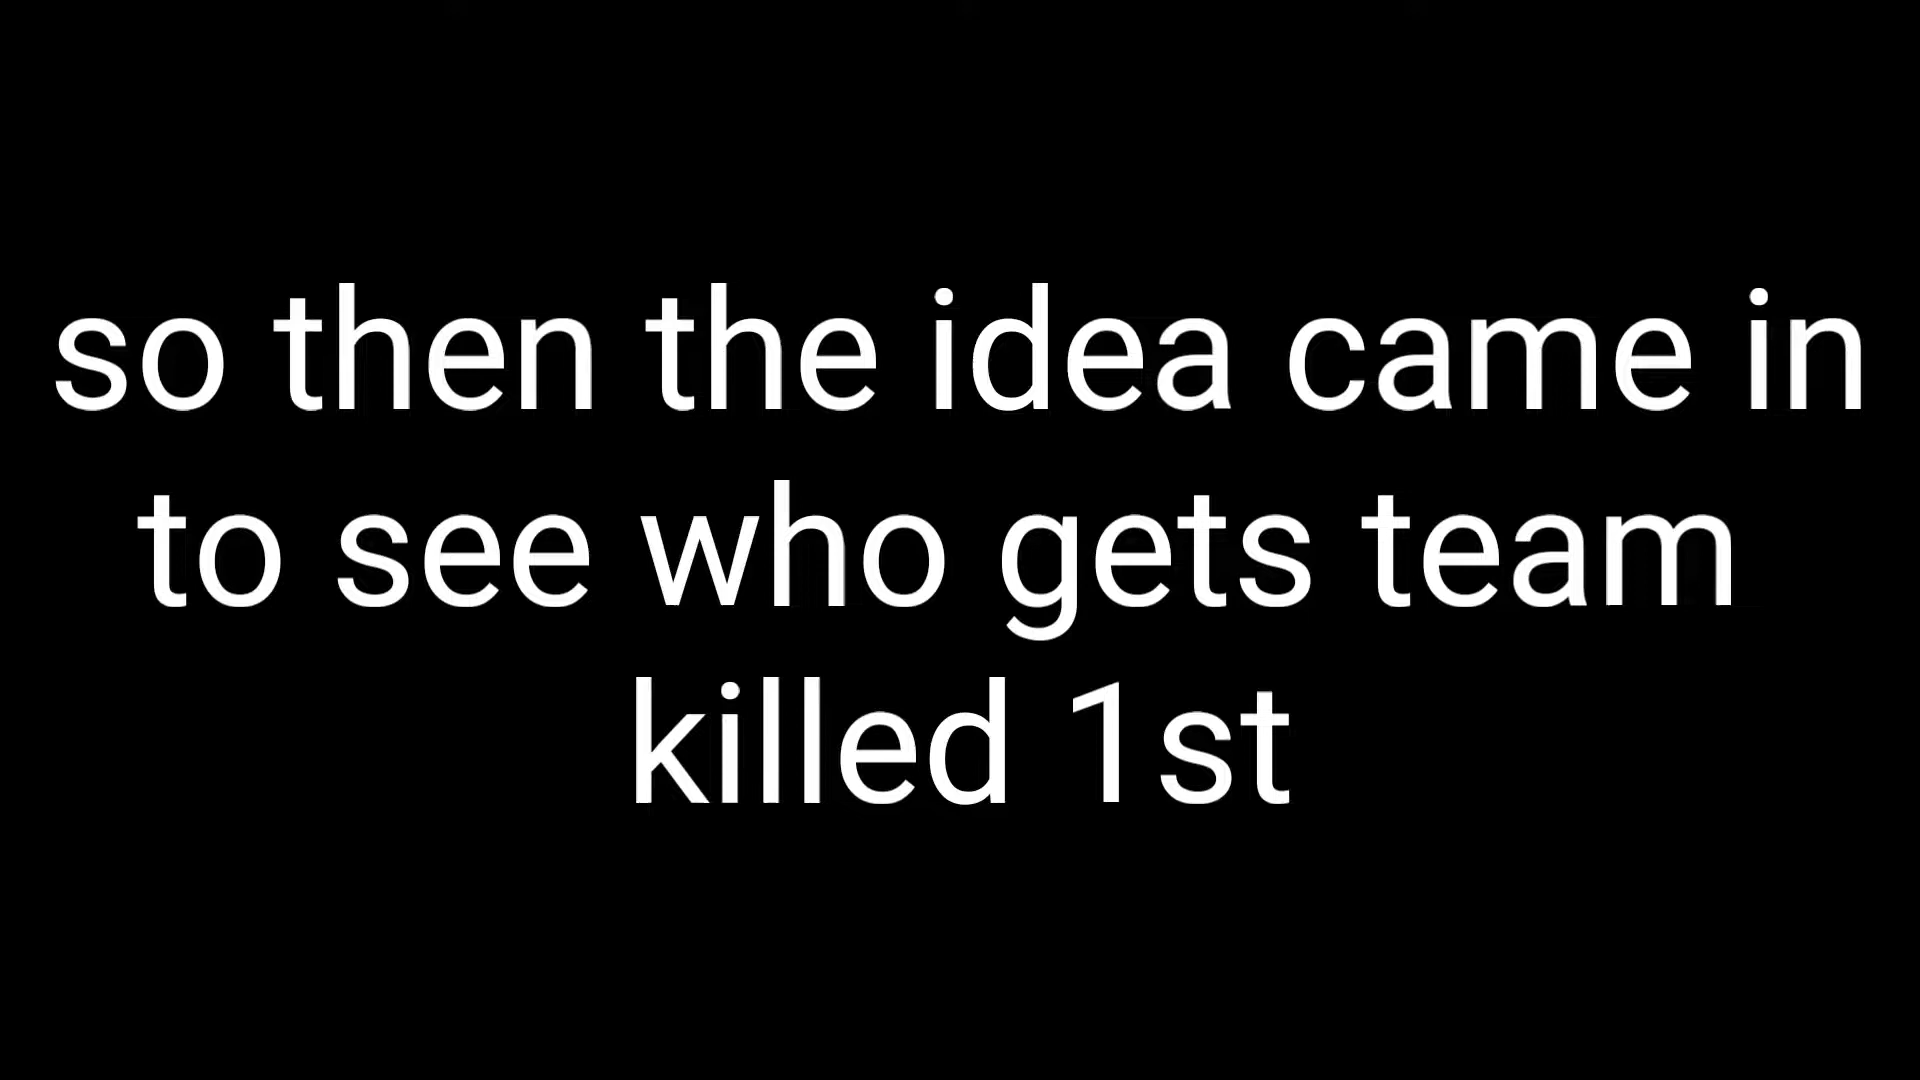 so then the idea came in
to see who gets team
killed 1st